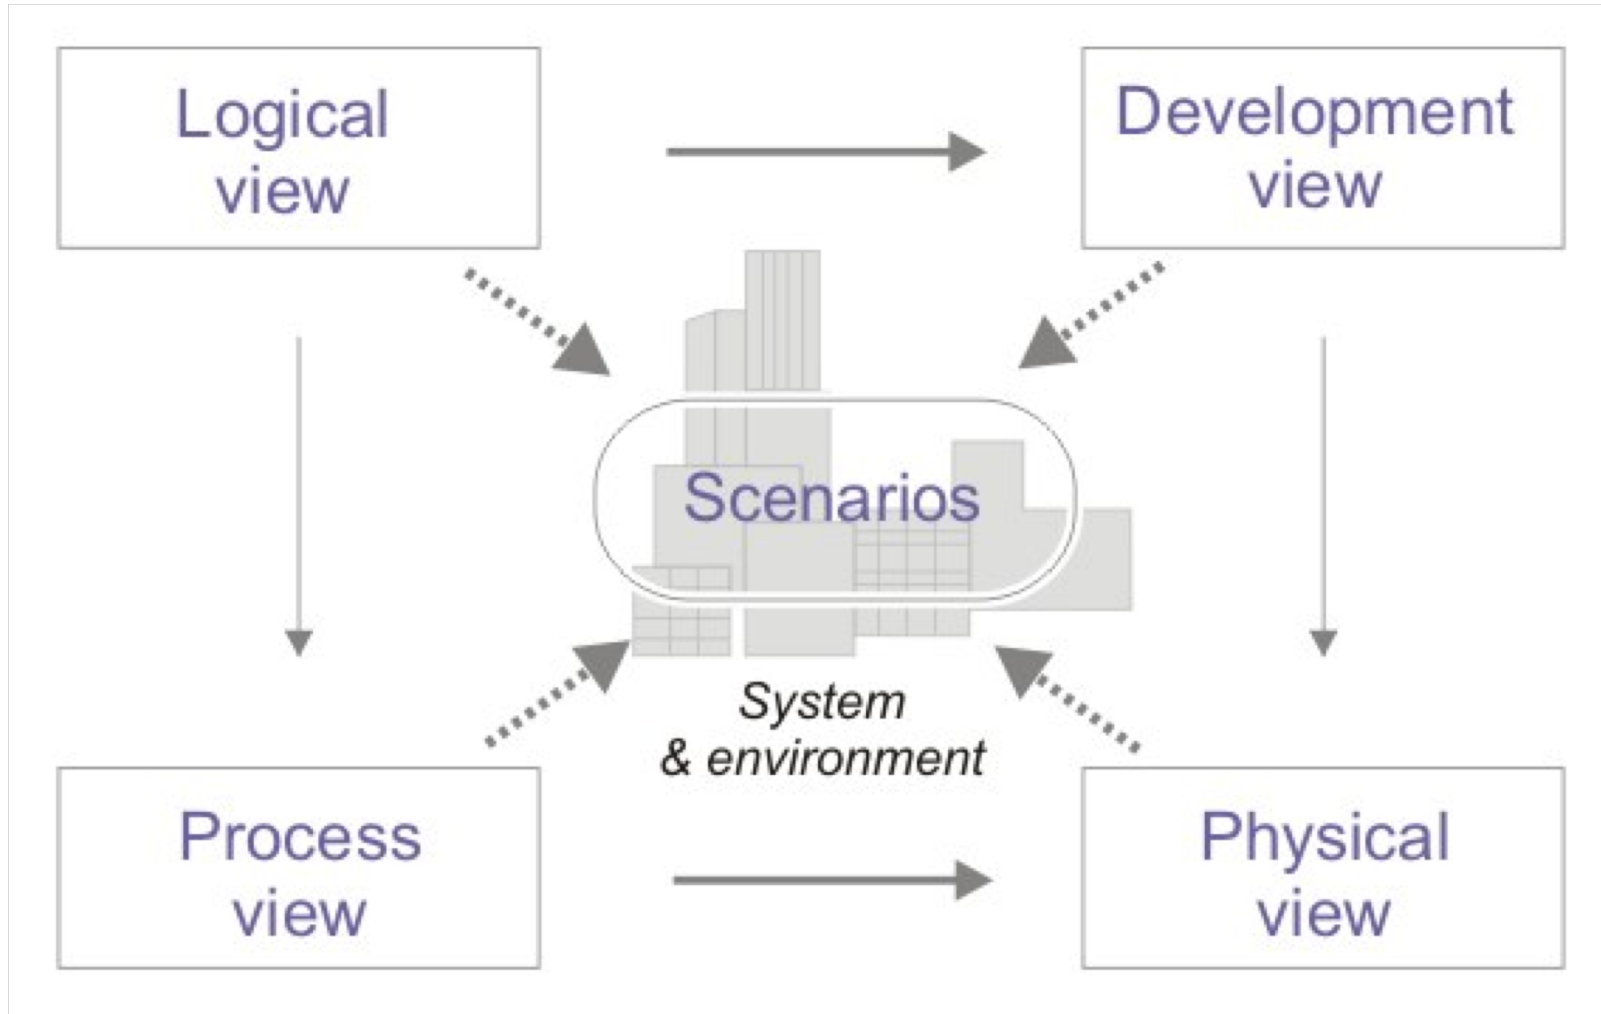 Logical
view
Development
view
Scenarios
System
& environment
Process
view
Physical
view